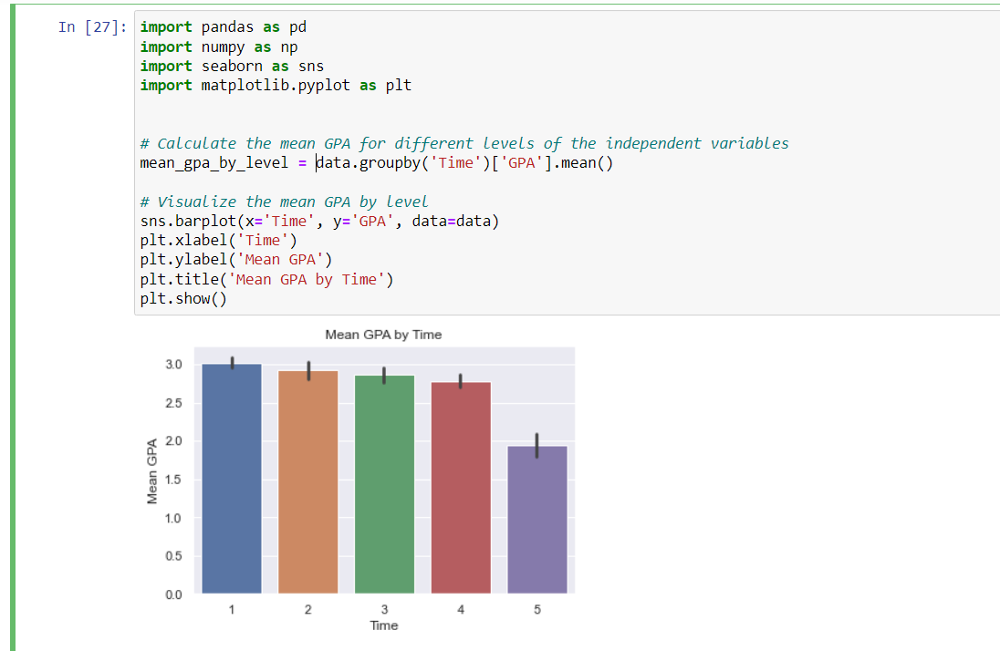 In [27]: import pandas as pd
import numpy as np
import seaborn as sns
import matplotlib.pyplot as plt
# Calculate the mean GPA for different levels of the independent variables
mean_gpa_by_level = data.groupby('Time')['GPA'].mean()
# Visualize the mean GPA by level
sns.barplot(x='Time', y='GPA', data=data)
plt.xlabel('Time')
plt.ylabel('Mean GPA')
plt.title('Mean GPA by Time')
plt.show()
Mean GPA by Time
Mean GPA
3.0
2.5
2.0
1.5
1.0
0.5
0.0
1 2 3 4 5
Time